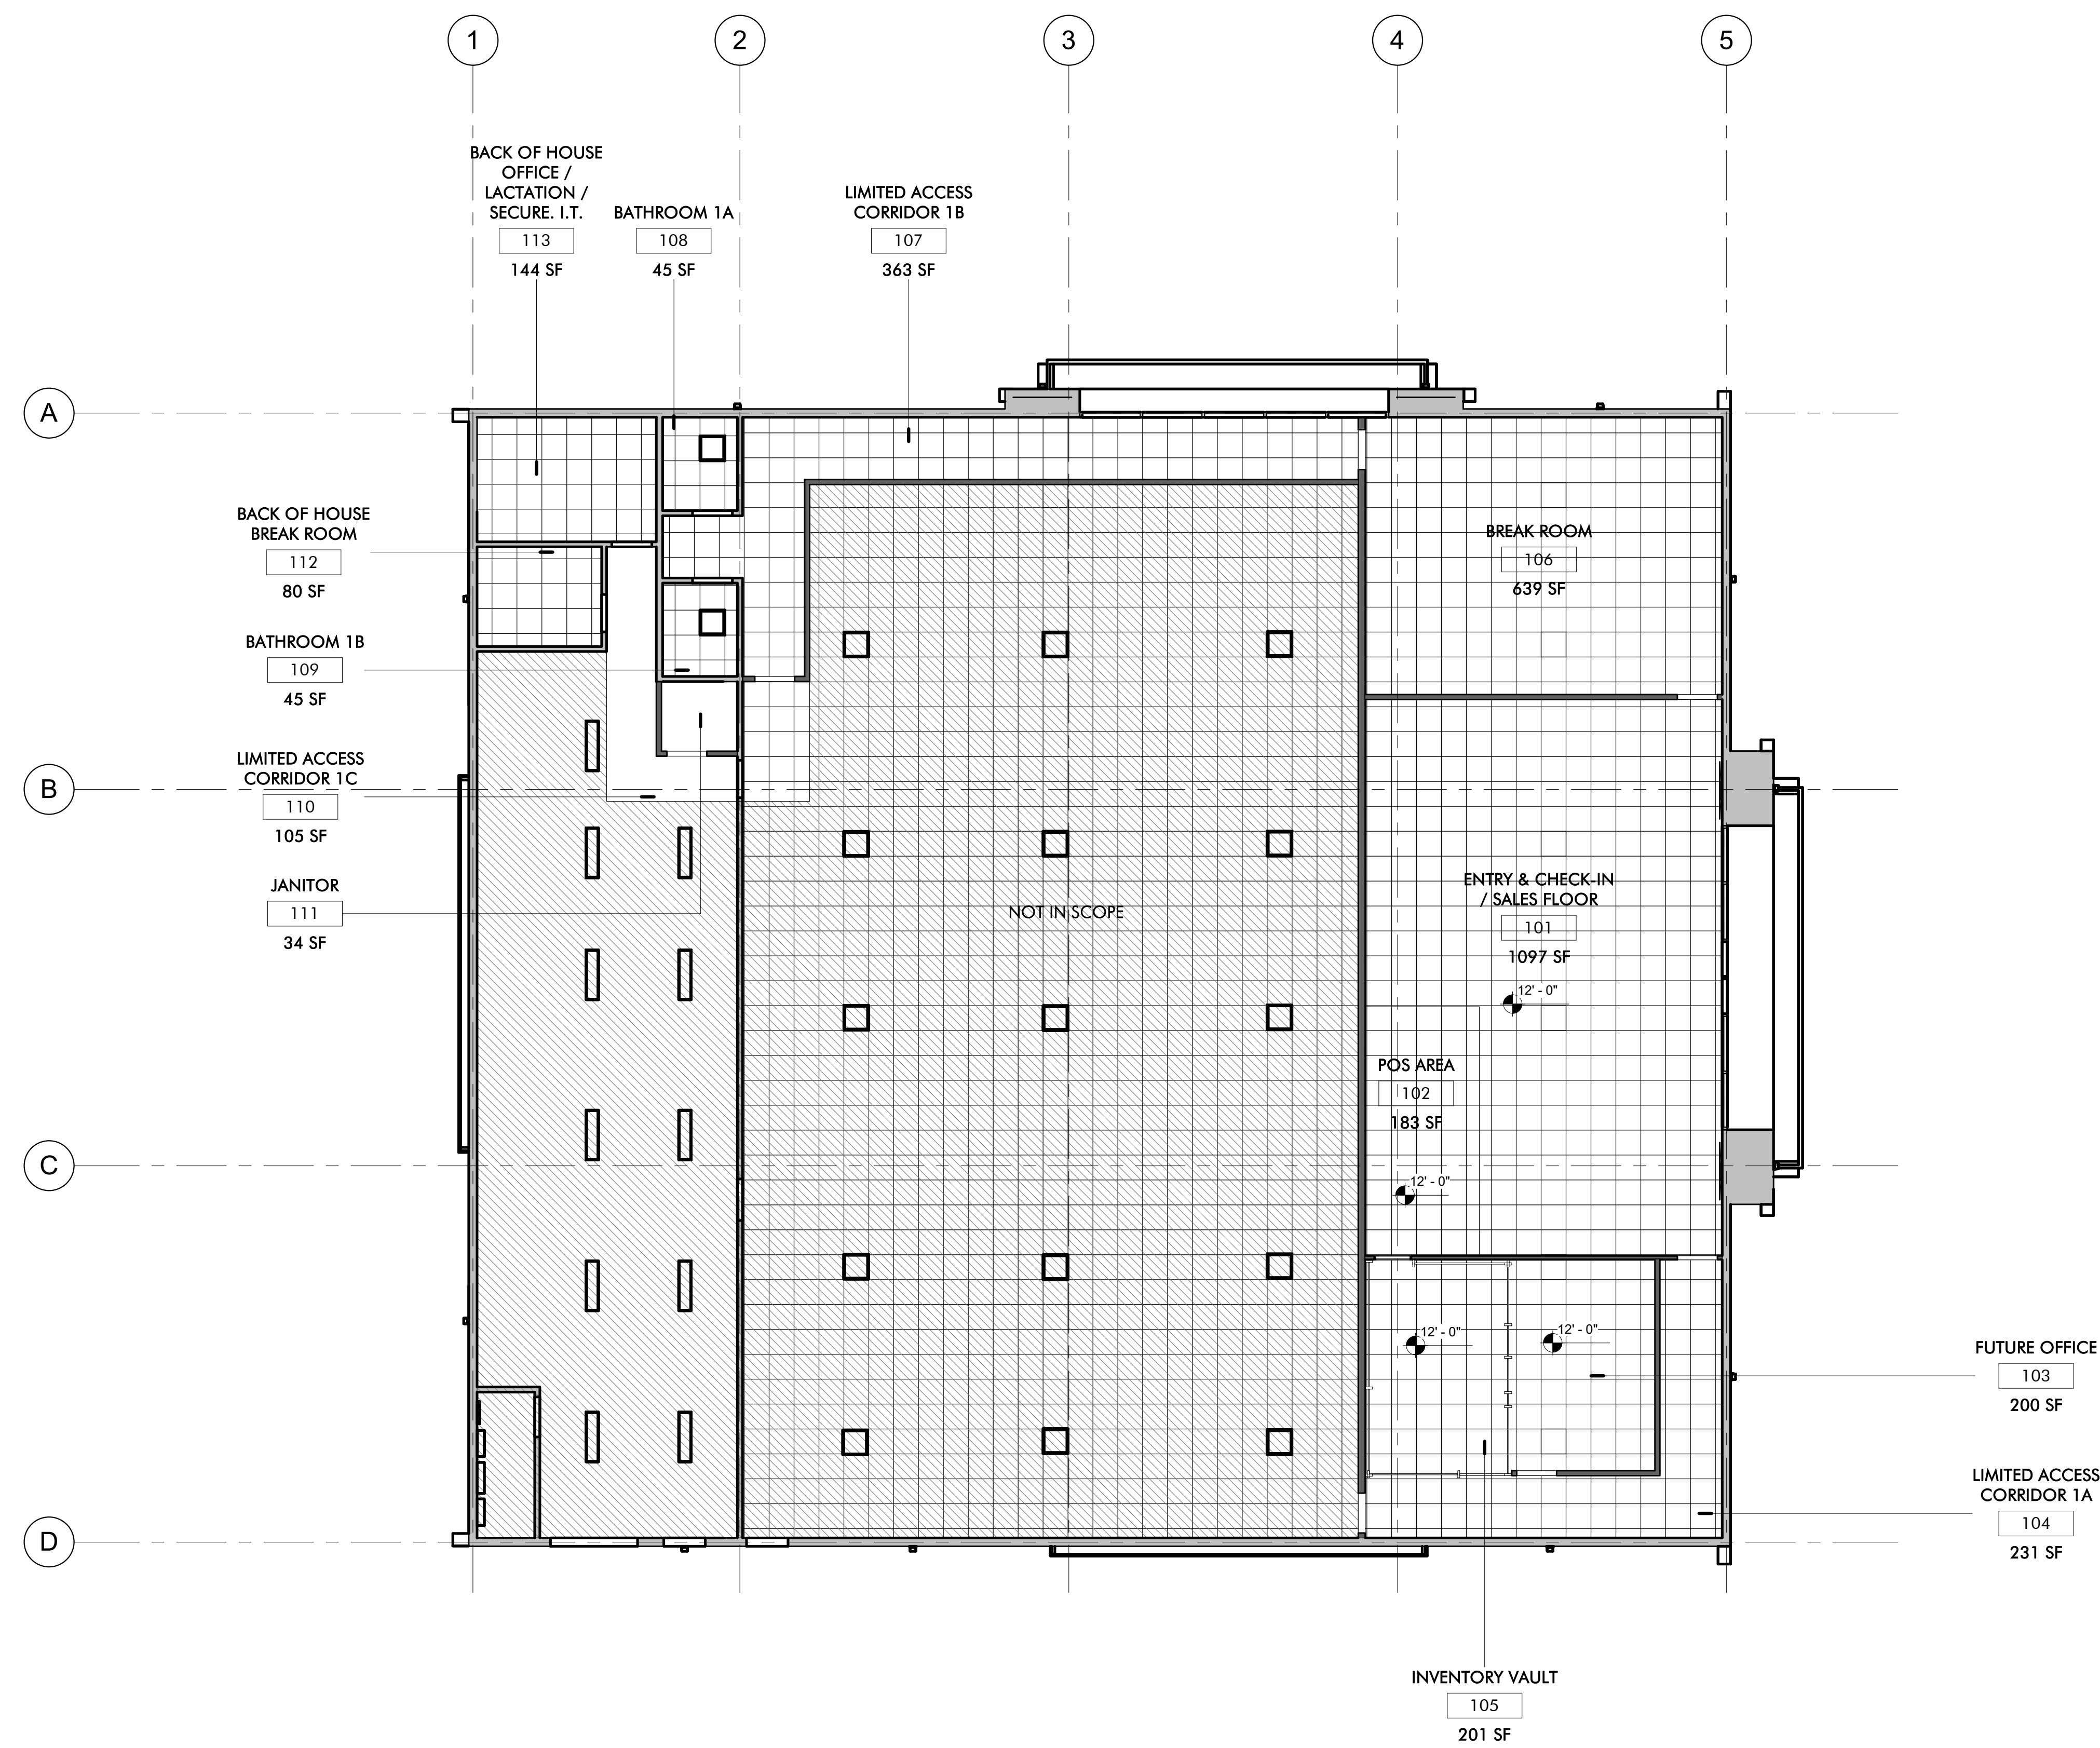 1
2
3
4
5
BACK OF HOUSE
OFFICE /
LACTATION /
SECURE. I.T.
113
144 SF
BATHROOM 1A
108
45 SF
LIMITED ACCESS
CORRIDOR 1B
107
363 SF
A
BACK OF HOUSE
BREAK ROOM
112
80 SF
BREAK ROOM
106
639 SF
BATHROOM 1B
109
45 SF
LIMITED ACCESS
CORRIDOR 1C
110
105 SF
B
JANITOR
111
34 SF
NOT IN SCOPE
ENTRY & CHECK-IN
/ SALES FLOOR
101
1097 SF
12' - 0"
POS AREA
102
183 SF
C
12' - 0"
12' - 0"
12' - 0"
FUTURE OFFICE
103
200 SF
LIMITED ACCESS
CORRIDOR 1A
104
231 SF
D
INVENTORY VAULT
105
201 SF